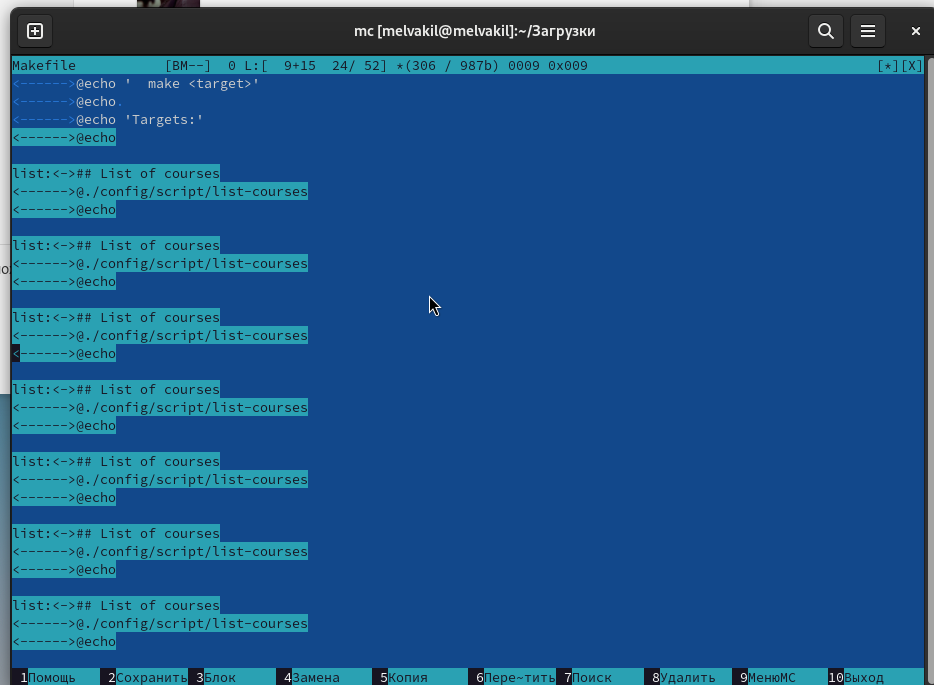 mc [melvakil@melvakil]:~/Загрузки
Makefile [BM--] 0 L:[ 9+15 24/ 52] *(306 / 987b) 0009 0x009 [*][X]
<------>@echo ' make <target>'
<------>@echo.
<------>@echo 'Targets:'
<------>@echo
list:<->## List of courses
<------>@./config/script/list-courses
<------>@echo
list:<->## List of courses
<------>@./config/script/list-courses
<------>@echo
list:<->## List of courses
<------>@./config/script/list-courses
<------>@echo
list:<->## List of courses
<------>@./config/script/list-courses
<------>@echo
list:<->## List of courses
<------>@./config/script/list-courses
<------>@echo
list:<->## List of courses
<------>@./config/script/list-courses
<------>@echo
list:<->## List of courses
<------>@./config/script/list-courses
<------>@echo
1Помощь 2Сохранить 3Блок 4Замена 5Копия 6Пере~тить 7Поиск 8Удалить 9МенюМС 10Выход